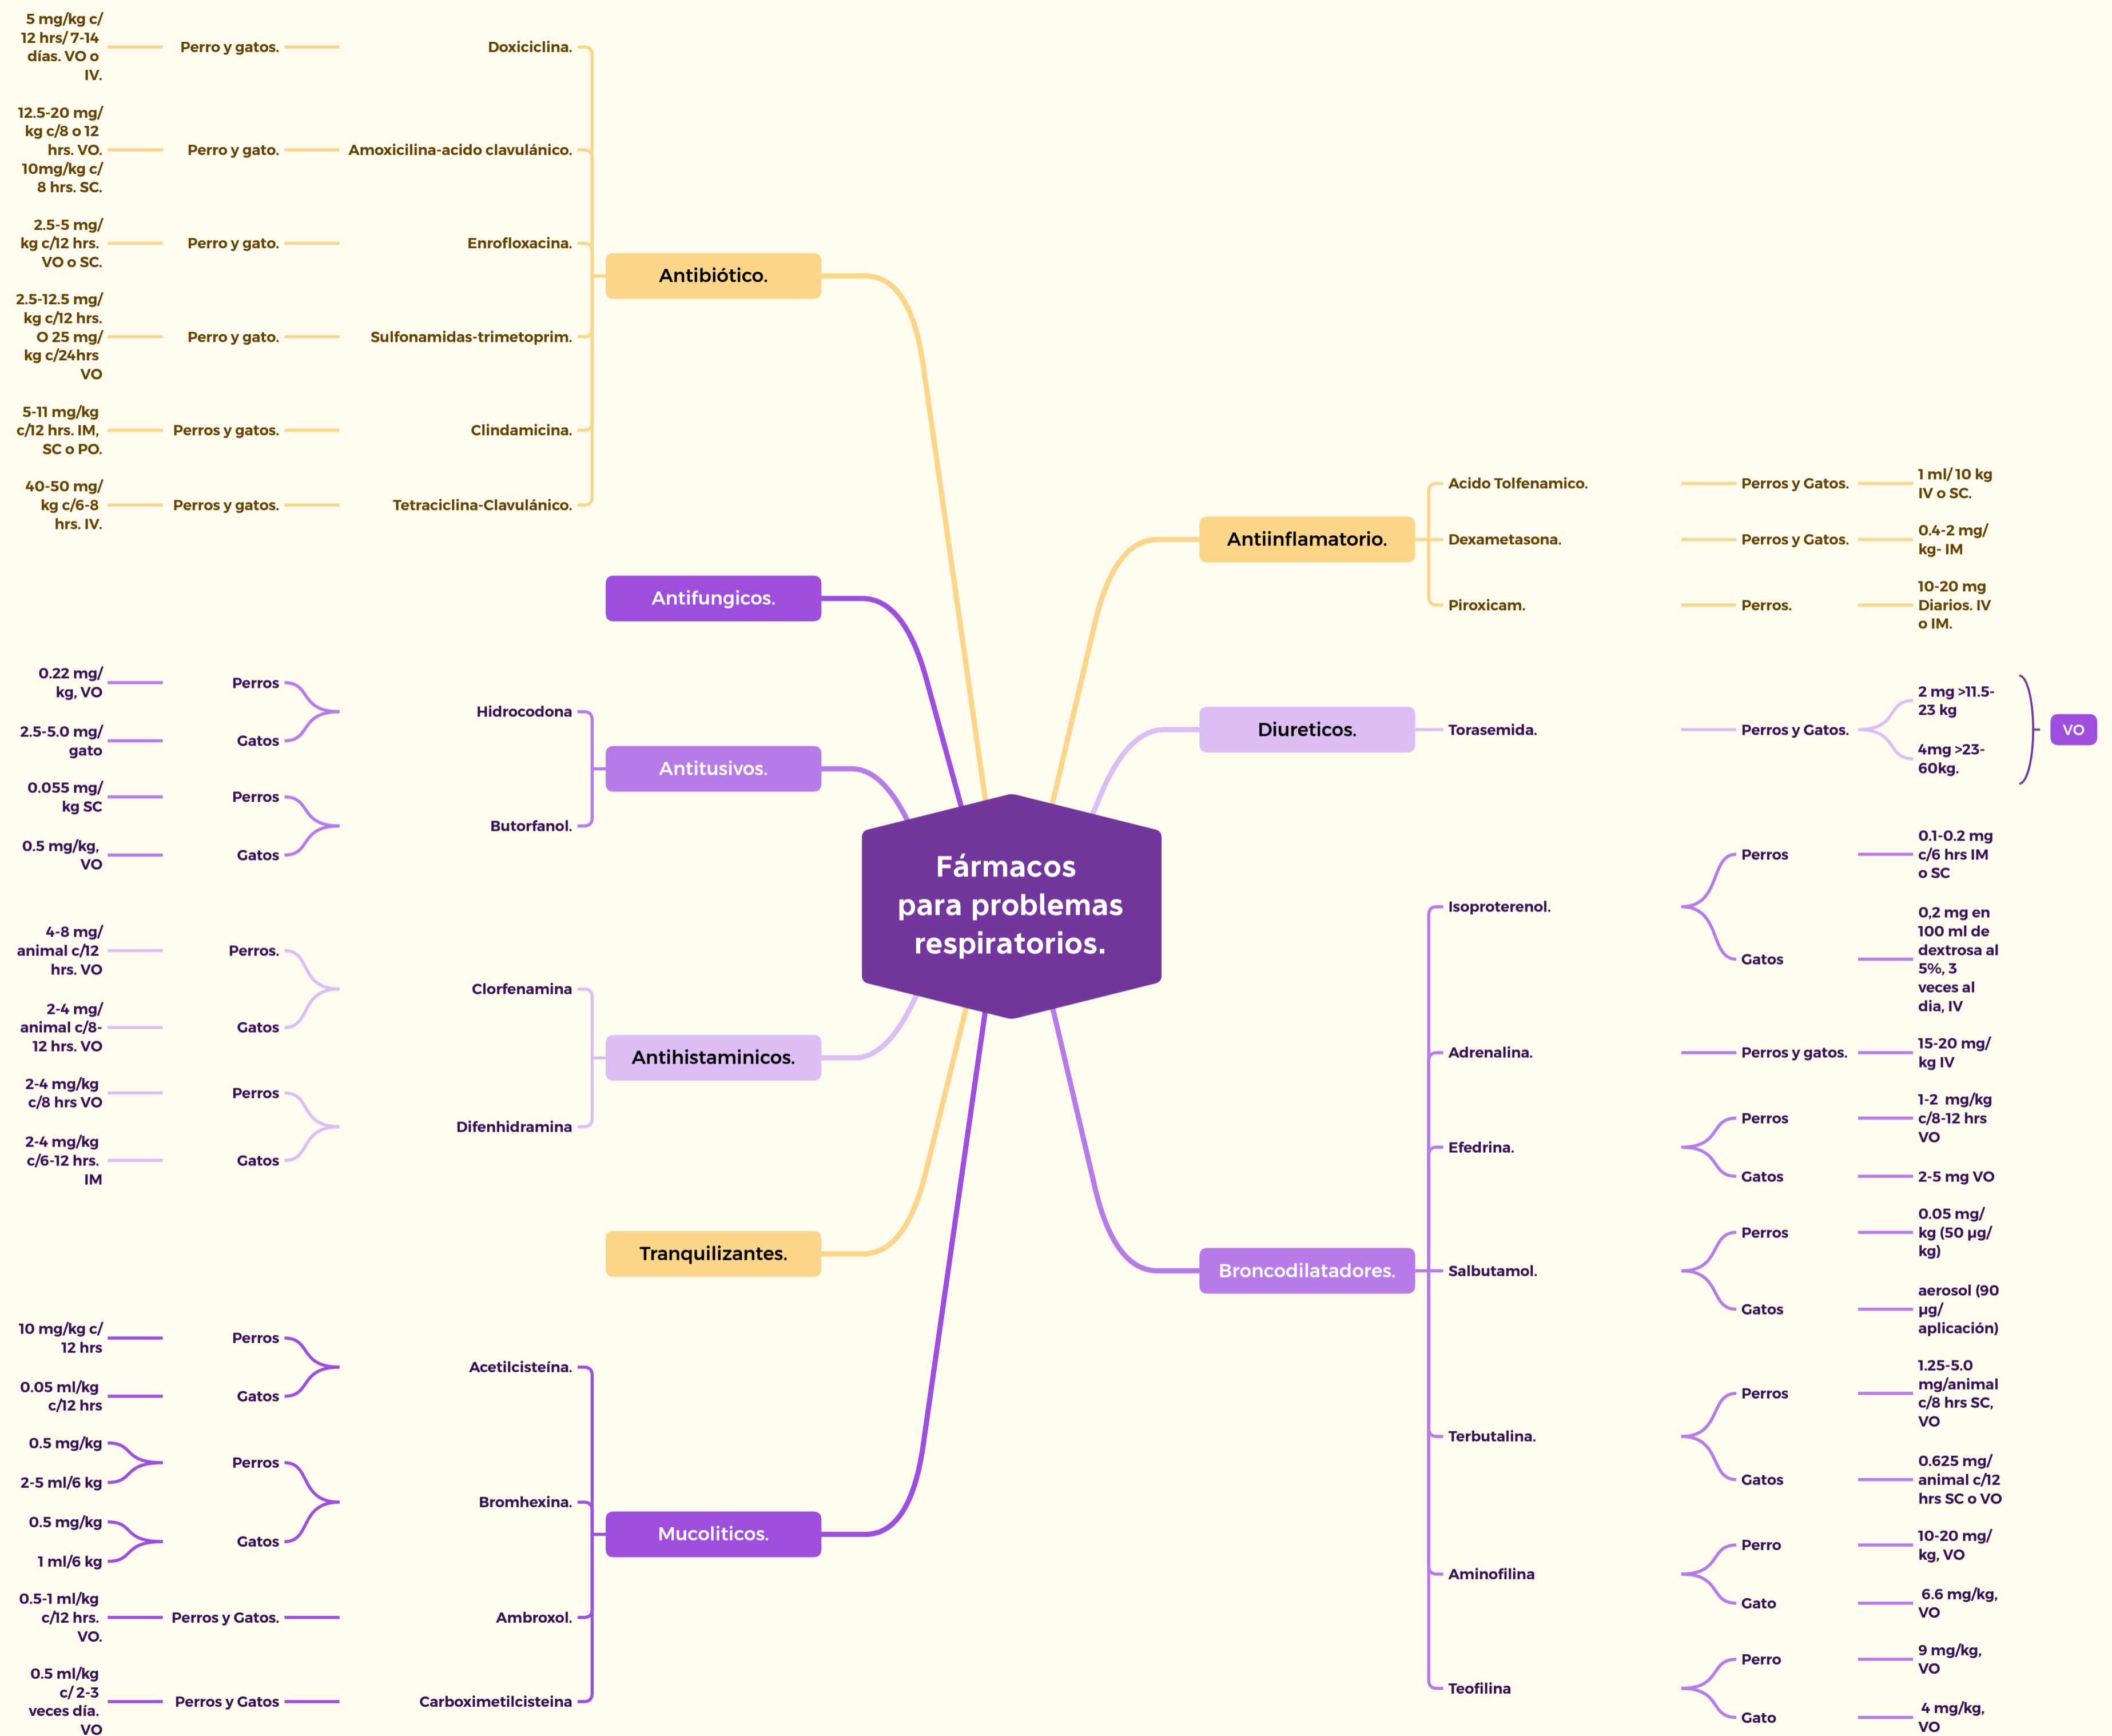 Fármacos
para problemas
respiratorios.
Antibiótico.
Doxiciclina.
Perro y gatos.
5 mg/kg c/
12 hrs/ 7-14
días. VO o
IV.
Amoxicilina-acido clavulánico.
Perro y gato.
12.5-20 mg/
kg c/8 o 12
hrs. VO.
10mg/kg c/
8 hrs. SC.
Enrofloxacina.
Perro y gato.
2.5-5 mg/
kg c/12 hrs.
VO o SC.
Sulfonamidas-trimetoprim.
Perro y gato.
2.5-12.5 mg/
kg c/12 hrs.
O 25 mg/
kg c/24hrs
VO
Clindamicina.
Perros y gatos.
5-11 mg/kg
c/12 hrs. IM,
SC o PO.
Tetraciclina-Clavulánico.
Perros y gatos.
40-50 mg/
kg c/6-8
hrs. IV.
Antifungicos.
Antitusivos.
Hidrocodona
Perros
0.22 mg/
kg, VO
Gatos
2.5-5.0 mg/
gato
Butorfanol.
Perros
0.055 mg/
kg SC
Gatos
0.5 mg/kg,
VO
Antihistaminicos.
Clorfenamina
Perros.
4-8 mg/
animal c/12
hrs. VO
Gatos
2-4 mg/
animal c/8-
12 hrs. VO
Difenhidramina
Perros
2-4 mg/kg
c/8 hrs VO
Gatos
2-4 mg/kg
c/6-12 hrs.
IM
Tranquilizantes.
Mucoliticos.
Acetilcisteína.
Perros
10 mg/kg c/
12 hrs
Gatos
0.05 ml/kg
c/12 hrs
Bromhexina.
Perros
0.5 mg/kg
2-5 ml/6 kg
Gatos
0.5 mg/kg
1 ml/6 kg
Ambroxol.
Perros y Gatos.
0.5-1 ml/kg
c/12 hrs.
VO.
Carboximetilcisteina
Perros y Gatos
0.5 ml/kg
c/ 2-3
veces día.
VO
Antiinflamatorio.
Acido Tolfenamico.
Perros y Gatos.
1 ml/ 10 kg
IV o SC.
Dexametasona.
Perros y Gatos.
0.4-2 mg/
kg- IM
Piroxicam.
Perros.
10-20 mg
Diarios. IV
o IM.
Diureticos.
Torasemida.
Perros y Gatos.
2 mg >11.5-
23 kg
4mg >23-
60kg.
VO
Broncodilatadores.
Isoproterenol.
Perros
0.1-0.2 mg
c/6 hrs IM
o SC
Gatos
0,2 mg en
100 ml de
dextrosa al
5%, 3
veces al
dia, IV
Adrenalina.
Perros y gatos.
15-20 mg/
kg IV
Efedrina.
Perros
1-2 mg/kg
c/8-12 hrs
VO
Gatos
2-5 mg VO
Salbutamol.
Perros
0.05 mg/
kg (50 µg/
kg)
Gatos
aerosol (90
µg/
aplicación)
Terbutalina.
Perros
1.25-5.0
mg/animal
c/8 hrs SC,
VO
Gatos
0.625 mg/
animal c/12
hrs SC o VO
Aminofilina
Perro
10-20 mg/
kg, VO
Gato
6.6 mg/kg,
VO
Teofilina
Perro
9 mg/kg,
VO
Gato
4 mg/kg,
VO